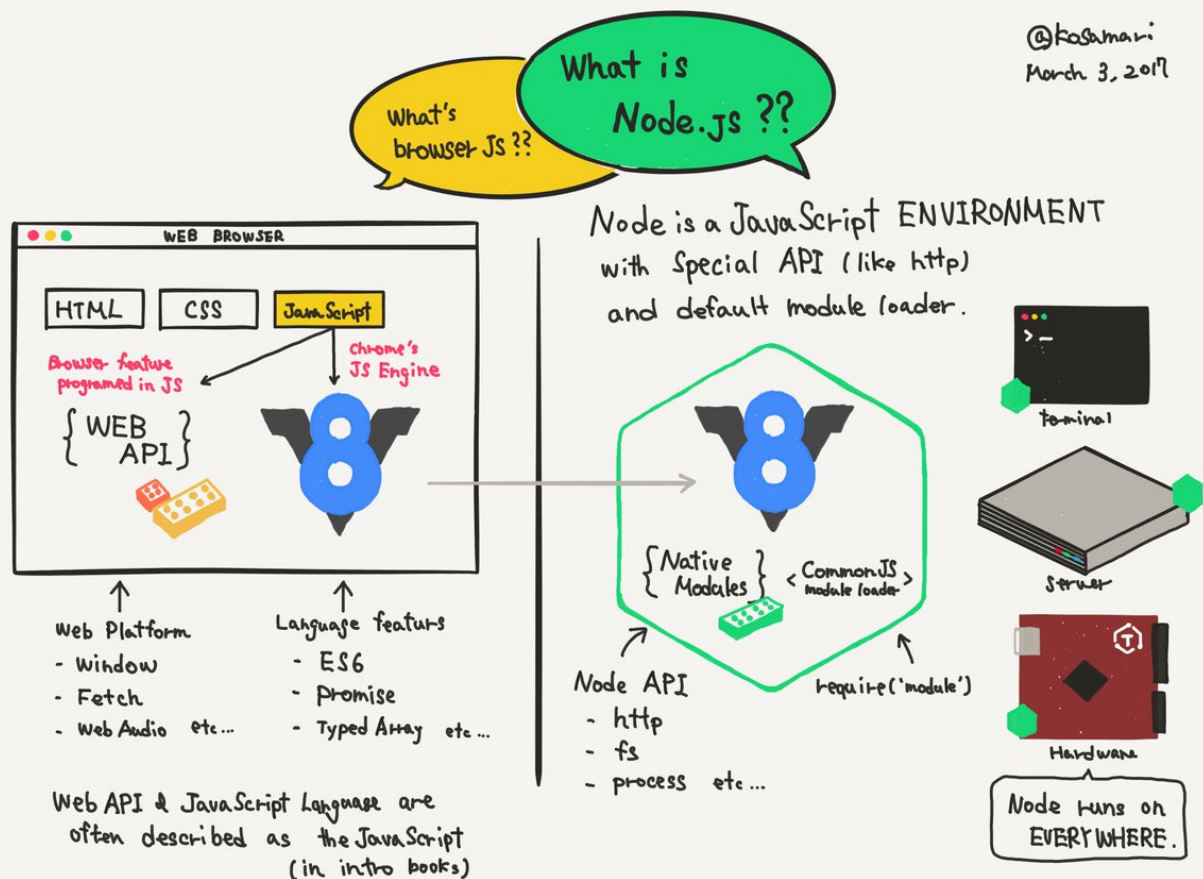 @kosamari
March 3, 2017
What's
browser JS ??
What is
Node.js ??
WEB BROWSER
HTML
CSS
JavaScript
Browser feature
programed in JS
Chrome's
JS Engine
{WEB
API}
8
Web Platform
- Window
- Fetch
- Web Audio etc...
Language featurs
- ES6
- Promise
- Typed Array etc...
Web API & JavaScript Language are
often described as the JavaScript
(in intro books)
Node is a JavaScript ENVIRONMENT
with special API (like http)
and default module loader.
8
{Native
Modules}
<CommonJS
module loader>
Node API
- http
- fs
- process etc...
require('module')
>_
terminal
server
T
Hardware
Node runs on
EVERYWHERE.